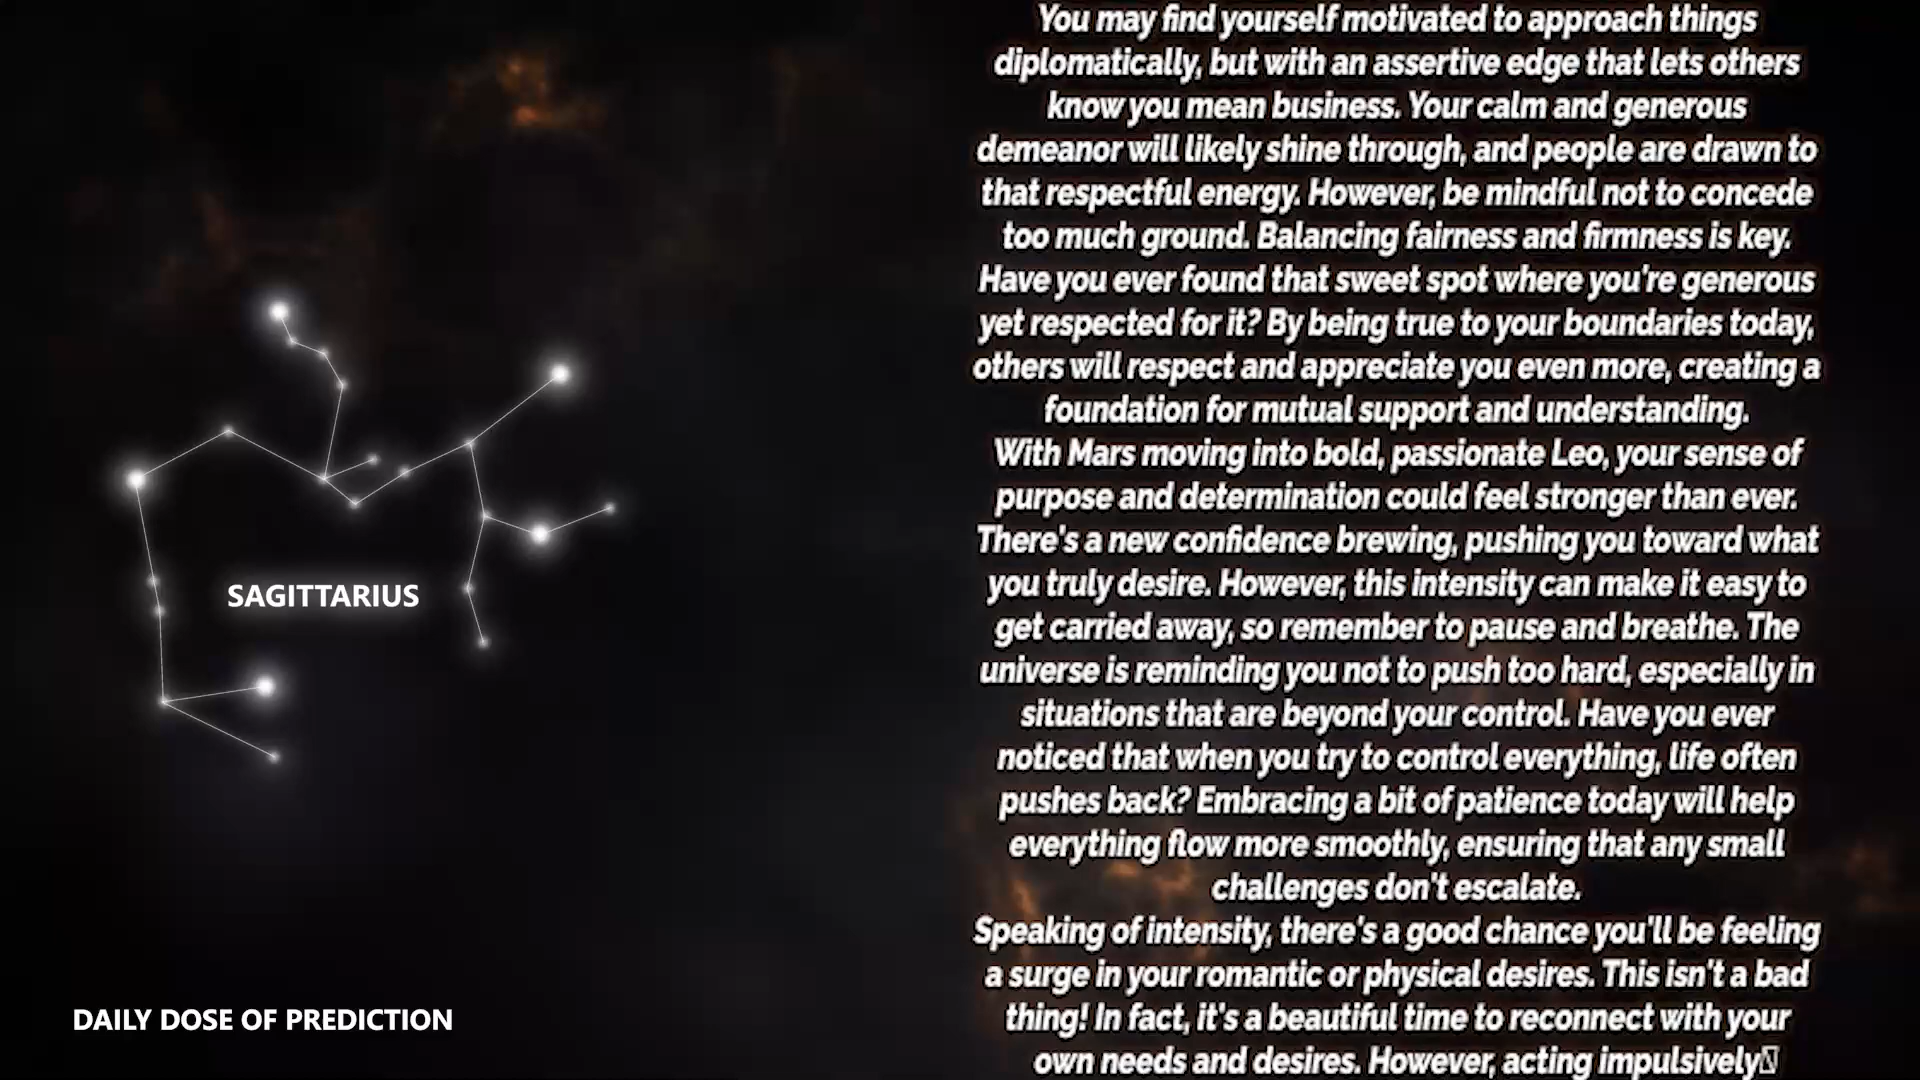 You may find yourself motivated to approach things
diplomatically, but with an assertive edge that lets others
know you mean business. Your calm and generous
demeanor will likely shine through, and people are drawn to
that respectful energy. However, be mindful not to concede
too much ground. Balancing fairness and firmness is key.
Have you ever found that sweet spot where you're generous
yet respected for it? By being true to your boundaries today,
others will respect and appreciate you even more, creating a
foundation for mutual support and understanding.
With Mars moving into bold, passionate Leo, your sense of
purpose and determination could feel stronger than ever.
There's a new confidence brewing, pushing you toward what
you truly desire. However, this intensity can make it easy to
get carried away, so remember to pause and breathe. The
universe is reminding you not to push too hard, especially in
situations that are beyond your control. Have you ever
noticed that when you try to control everything, life often
pushes back? Embracing a bit of patience today will help
everything flow more smoothly, ensuring that any small
challenges don't escalate.
Speaking of intensity, there's a good chance you'll be feeling
a surge in your romantic or physical desires. This isn't a bad
thing! In fact, it's a beautiful time to reconnect with your
own needs and desires. However, acting impulsively
SAGITTARIUS
DAILY DOSE OF PREDICTION